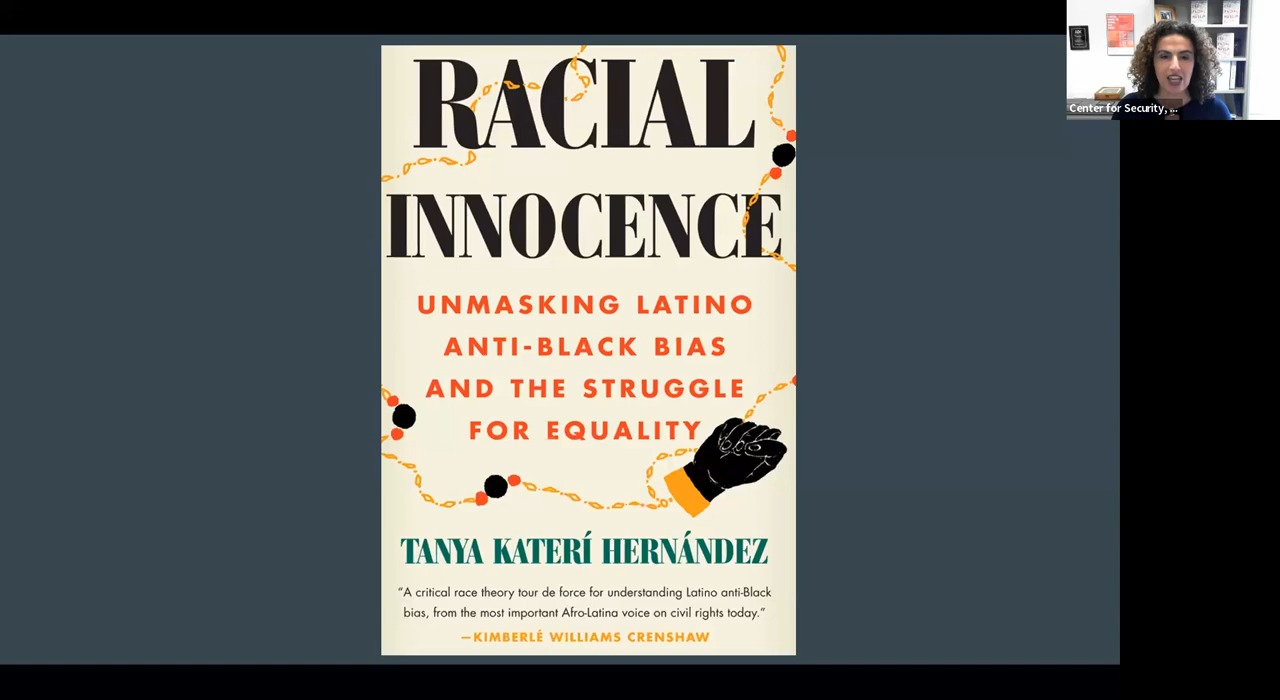 RACIAL
INNOCENCE
UNMASKING LATINO
ANTI-BLACK BIAS
AND THE STRUGGLE
FOR EQUALITY
TANYA KATERÍ HERNÁNDEZ
“A critical race theory tour de force for understanding Latino anti-Black
bias, from the most important Afro-Latina voice on civil rights today.”
—KIMBERLÉ WILLIAMS CRENSHAW
Center for Security, ...